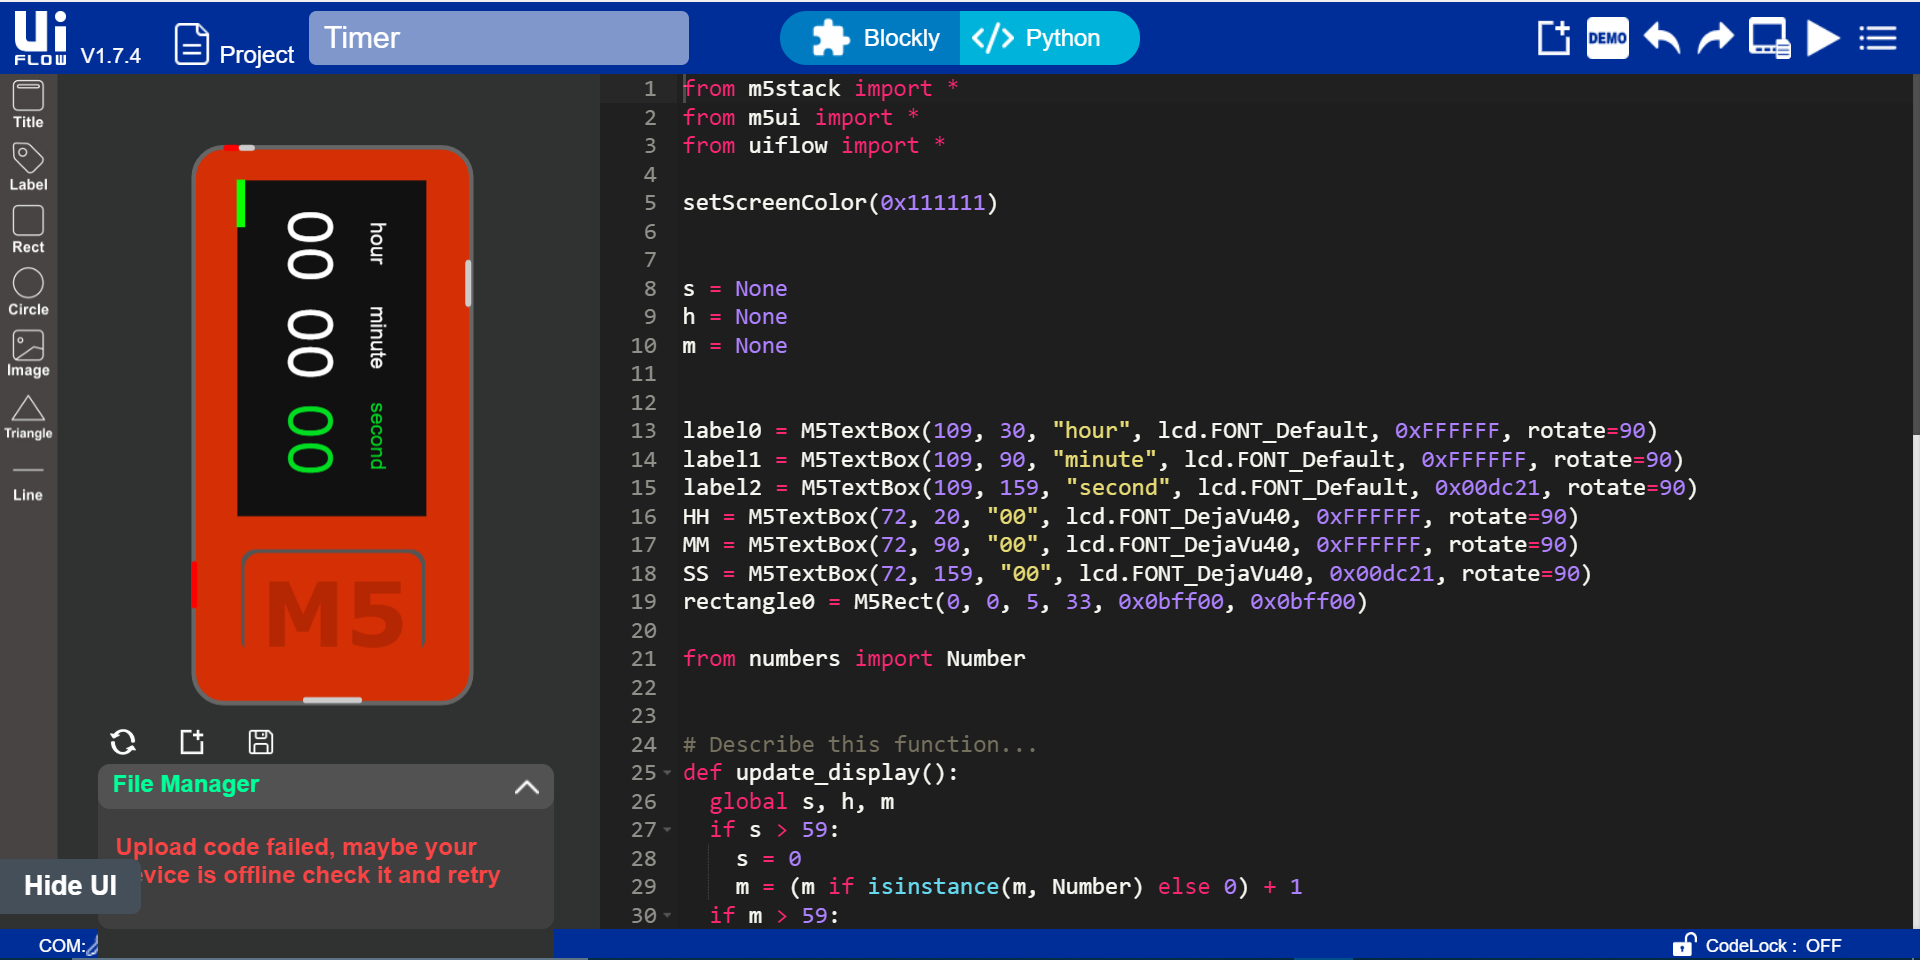 Ui
FLOW
V1.7.4
Project
Timer
Blockly
Python
DEMO
Title
Label
Rect
Circle
Image
Triangle
Line
hour
minute
second
00
00
00
M5
File Manager
Upload code failed, maybe your
vice is offline check it and retry
Hide UI
1 from m5stack import *
2 from m5ui import *
3 from uiflow import *
4
5 setScreenColor(0x111111)
6
7
8 s = None
9 h = None
10 m = None
11
12
13 label0 = M5TextBox(109, 30, "hour", lcd.FONT_Default, 0xFFFFFF, rotate=90)
14 label1 = M5TextBox(109, 90, "minute", lcd.FONT_Default, 0xFFFFFF, rotate=90)
15 label2 = M5TextBox(109, 159, "second", lcd.FONT_Default, 0x00dc21, rotate=90)
16 HH = M5TextBox(72, 20, "00", lcd.FONT_DejaVu40, 0xFFFFFF, rotate=90)
17 MM = M5TextBox(72, 90, "00", lcd.FONT_DejaVu40, 0xFFFFFF, rotate=90)
18 SS = M5TextBox(72, 159, "00", lcd.FONT_DejaVu40, 0x00dc21, rotate=90)
19 rectangle0 = M5Rect(0, 0, 5, 33, 0x0bff00, 0x0bff00)
20
21 from numbers import Number
22
23
24 # Describe this function...
25 def update_display():
26 global s, h, m
27 if s > 59:
28 s = 0
29 m = (m if isinstance(m, Number) else 0) + 1
30 if m > 59:
COM:
CodeLock : OFF